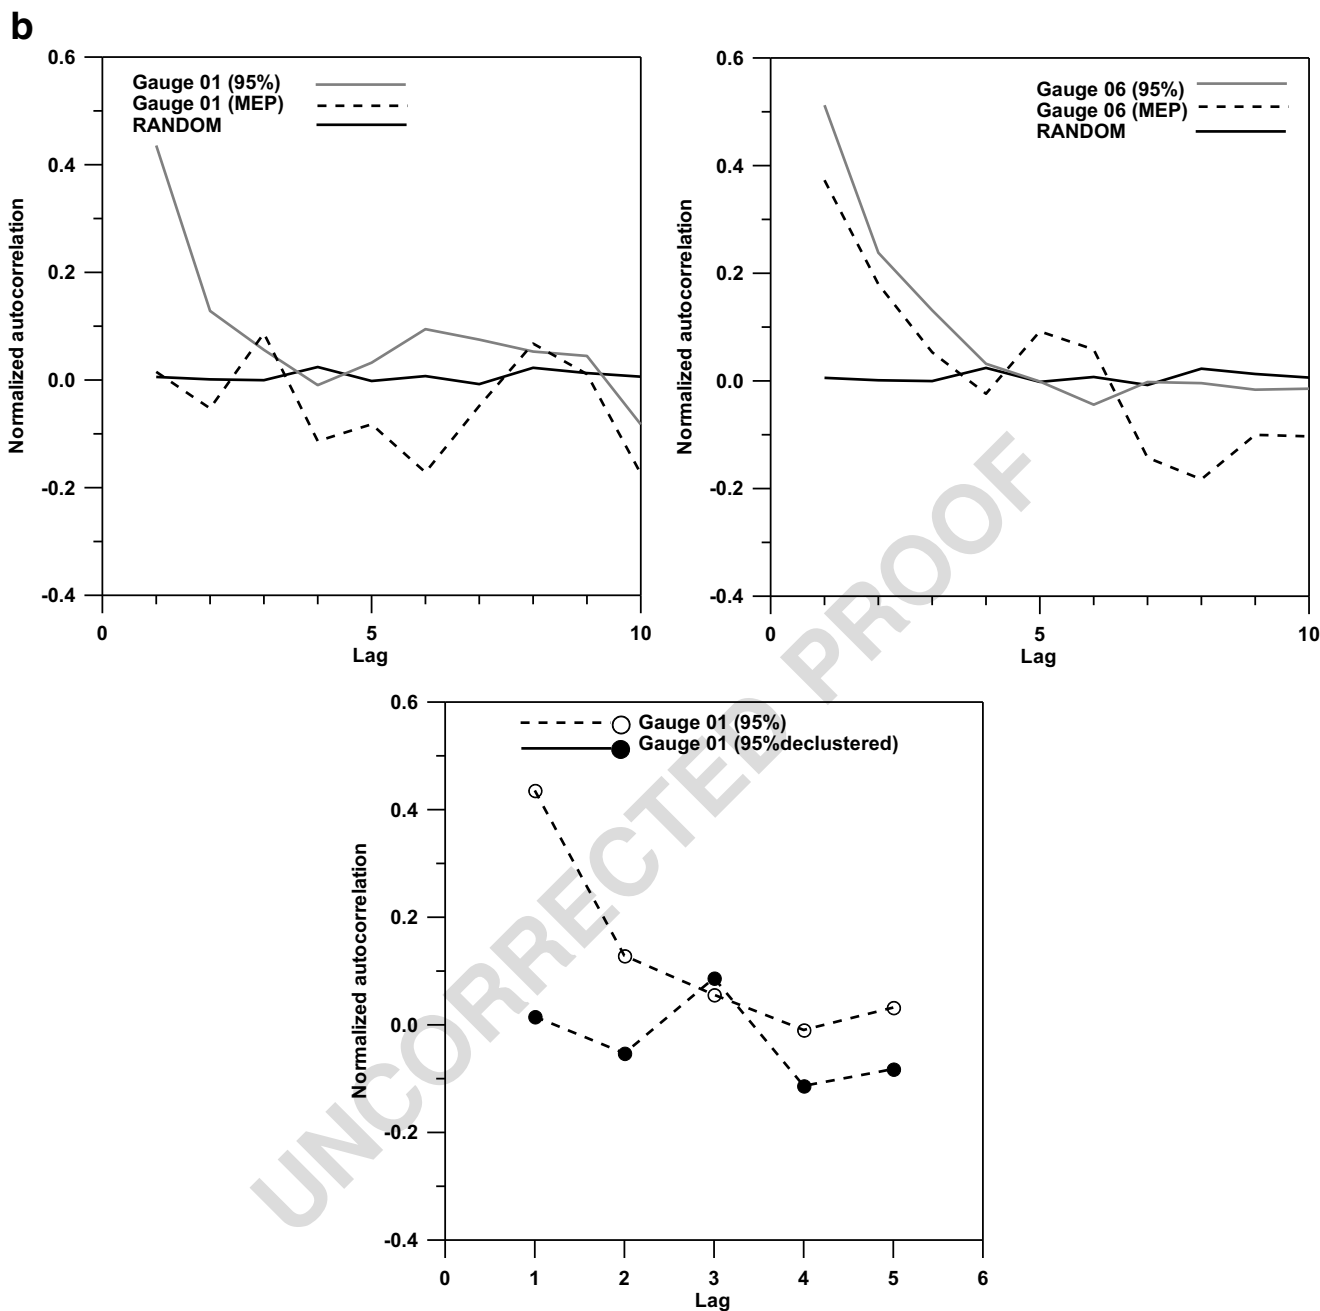 b
0.6
0.4
0.2
0.0
-0.2
-0.4
Normalized autocorrelation
Gauge 01 (95%)
Gauge 01 (MEP)
RANDOM
0 5 10
Lag
0.6
0.4
0.2
0.0
-0.2
-0.4
Normalized autocorrelation
Gauge 06 (95%)
Gauge 06 (MEP)
RANDOM
0 5 10
Lag
0.6
0.4
0.2
0.0
-0.2
-0.4
Normalized autocorrelation
Gauge 01 (95%)
Gauge 01 (95%declustered)
0 1 2 3 4 5 6
Lag
UNCORRECTED PROOF